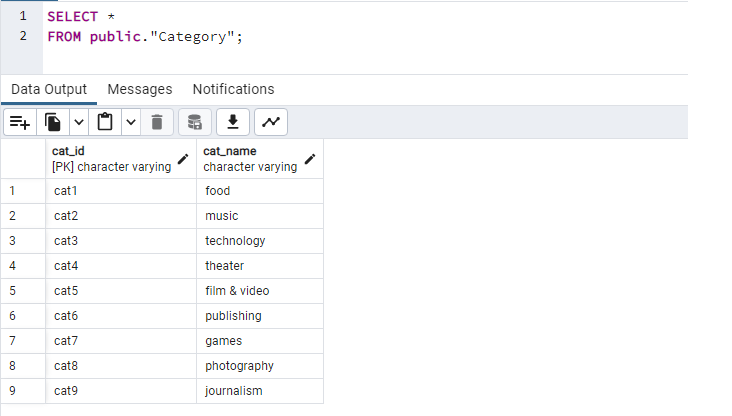 1 SELECT *
2 FROM public."Category";
Data Output Messages Notifications
cat_id cat_name
[PK] character varying character varying
1 cat1 food
2 cat2 music
3 cat3 technology
4 cat4 theater
5 cat5 film & video
6 cat6 publishing
7 cat7 games
8 cat8 photography
9 cat9 journalism